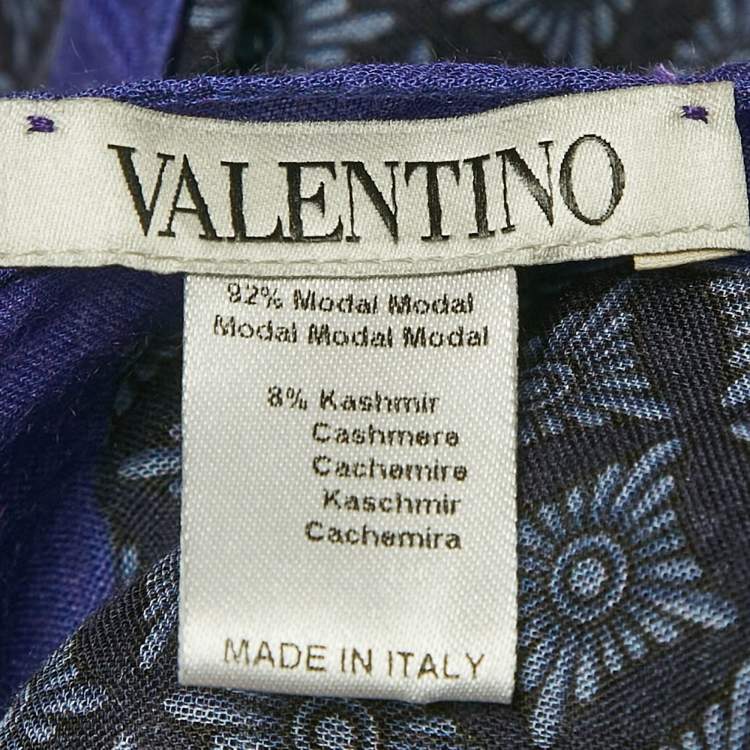 VALENTINO
92% Modal Modal
Modal Modal Modal
8% Kashmir
Cashmere
Cachemire
Kaschmir
Cachemira
MADE IN ITALY